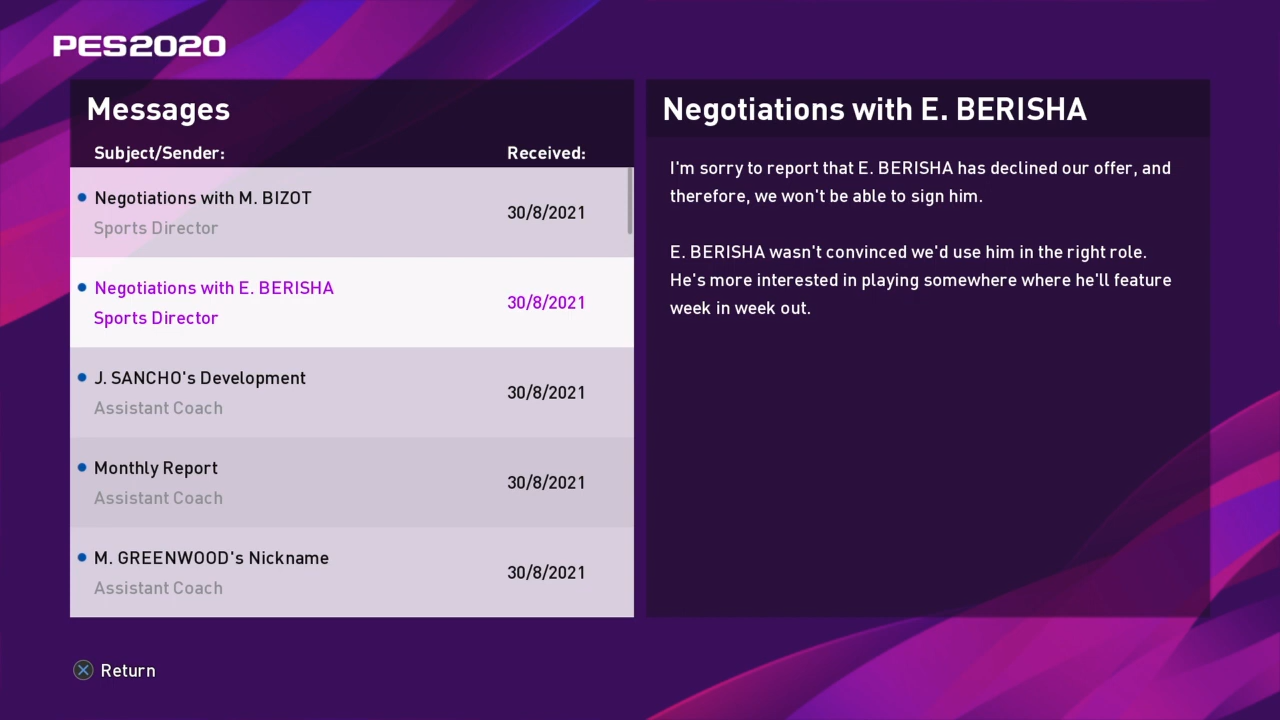 PES2020
Messages
Subject/Sender:
Received:
Negotiations with M. BIZOT
Sports Director
30/8/2021
Negotiations with E. BERISHA
Sports Director
30/8/2021
J. SANCHO's Development
Assistant Coach
30/8/2021
Monthly Report
Assistant Coach
30/8/2021
M. GREENWOOD's Nickname
Assistant Coach
30/8/2021
Negotiations with E. BERISHA
I'm sorry to report that E. BERISHA has declined our offer, and
therefore, we won't be able to sign him.
E. BERISHA wasn't convinced we'd use him in the right role.
He's more interested in playing somewhere where he'll feature
week in week out.
Return